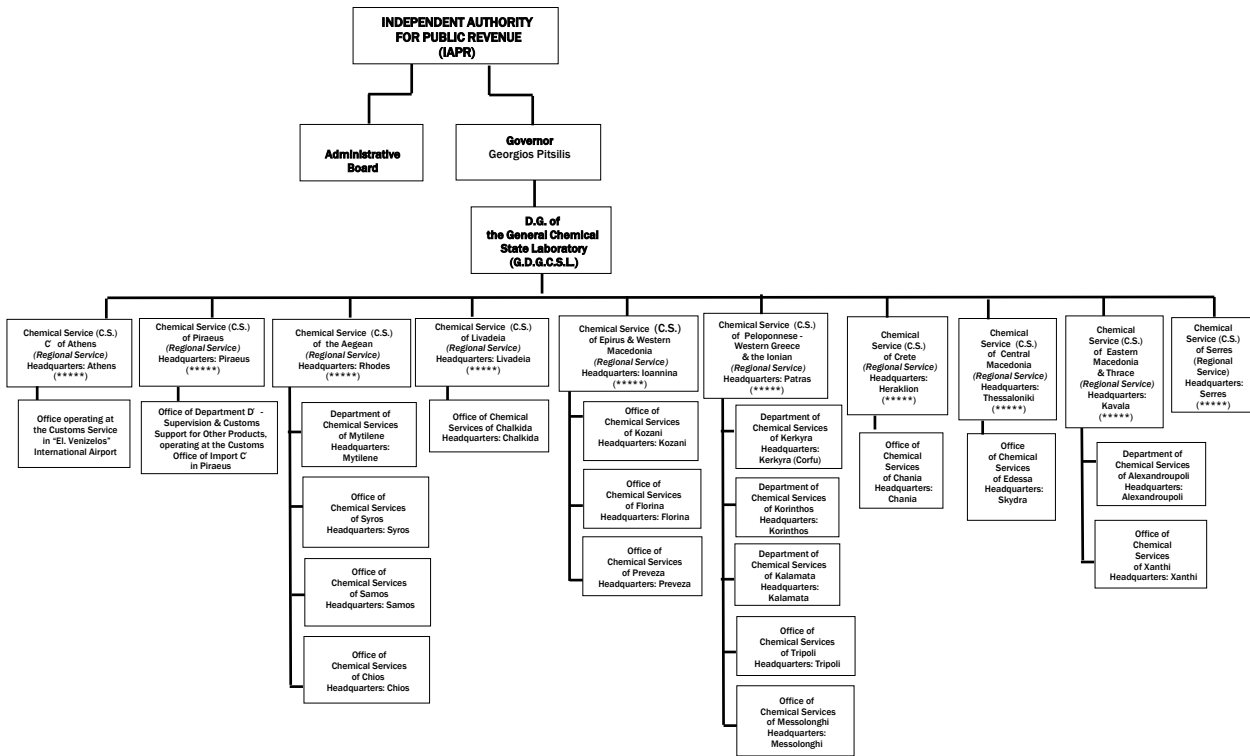 INDEPENDENT AUTHORITY
FOR PUBLIC REVENUE
(IAPR)
Administrative
Board
Governor
Georgios Pitsilis
D.G. of
the General Chemical
State Laboratory
(G.D.G.C.S.L.)
Chemical Service (C.S.)
C΄ of Athens
(Regional Service)
Headquarters: Athens
(*****)
Office operating at
the Customs Service
in "El. Venizelos"
International Airport
Chemical Service (C.S.)
of Piraeus
(Regional Service)
Headquarters: Piraeus
(*****)
Office of Department D΄ -
Supervision & Customs
Support for Other Products,
operating at the Customs
Office of Import C΄
in Piraeus
Chemical Service (C.S.)
of the Aegean
(Regional Service)
Headquarters: Rhodes
(*****)
Department of
Chemical Services
of Mytilene
Headquarters:
Mytilene
Office of
Chemical Services
of Syros
Headquarters: Syros
Office of
Chemical Services
of Samos
Headquarters: Samos
Office of
Chemical Services
of Chios
Headquarters: Chios
Chemical Service (C.S.)
of Livadeia
(Regional Service)
Headquarters: Livadeia
(*****)
Office of Chemical
Services of Chalkida
Headquarters: Chalkida
Chemical Service (C.S.)
of Epirus & Western
Macedonia
(Regional Service)
Headquarters: Ioannina
(*****)
Office of
Chemical Services
of Kozani
Headquarters: Kozani
Office of
Chemical Services
of Florina
Headquarters: Florina
Office of
Chemical Services
of Preveza
Headquarters: Preveza
Chemical Service (C.S.)
of Peloponnese -
Western Greece
& the Ionian
(Regional Service)
Headquarters: Patras
(*****)
Department of
Chemical Services of
Kerkyra
Headquarters:
Kerkyra (Corfu)
Department of
Chemical Services of
Korinthos
Headquarters:
Korinthos
Department of
Chemical Services
of Kalamata
Headquarters:
Kalamata
Office of
Chemical Services
of Tripoli
Headquarters: Tripoli
Office of
Chemical Services
of Messolonghi
Headquarters:
Messolonghi
Chemical
Service (C.S.)
of Crete
(Regional Service)
Headquarters:
Heraklion
(*****)
Office of
Chemical
Services
of Chania
Headquarters:
Chania
Chemical
Service (C.S.)
of Central
Macedonia
(Regional Service)
Headquarters:
Thessaloniki
(*****)
Office
of Chemical
Services
of Edessa
Headquarters:
Skydra
Chemical
Service (C.S.)
of Eastern
Macedonia
& Thrace
(Regional Service)
Headquarters:
Kavala
(*****)
Department of
Chemical Services
of Alexandroupoli
Headquarters:
Alexandroupoli
Office of
Chemical
Services
of Xanthi
Headquarters: Xanthi
Chemical
Service (C.S.)
of Serres
(Regional
Service)
Headquarters:
Serres
(*****)